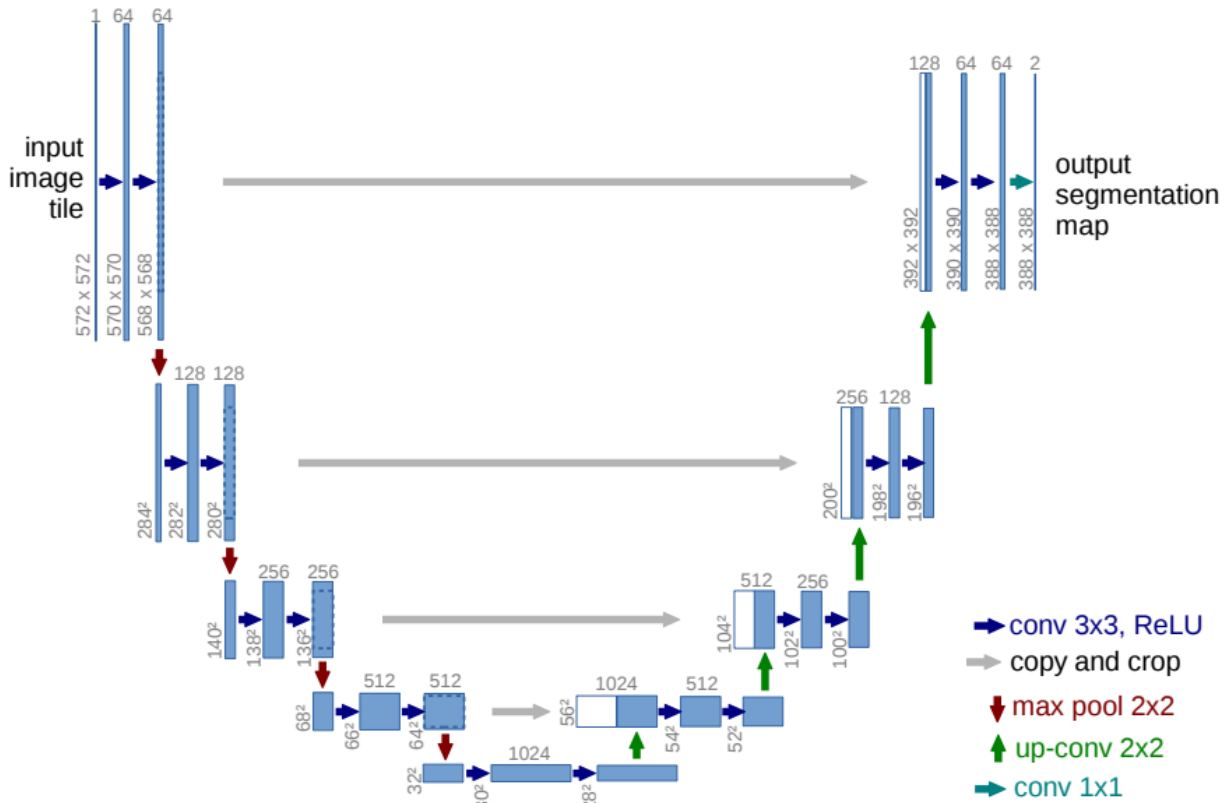 1 64 64
input
image
tile
572 x 572
570 x 570
568 x 568
128 64 64 2
output
segmentation
map
392 x 392
390 x 390
388 x 388
388 x 388
128 128
284²
282²
280²
256 128
200²
198²
196²
256 256
140²
138²
136²
512 256
104²
102²
100²
512 512
68²
66²
64²
1024 512
56²
54²
52²
1024
32²
conv 3x3, ReLU
copy and crop
max pool 2x2
up-conv 2x2
conv 1x1